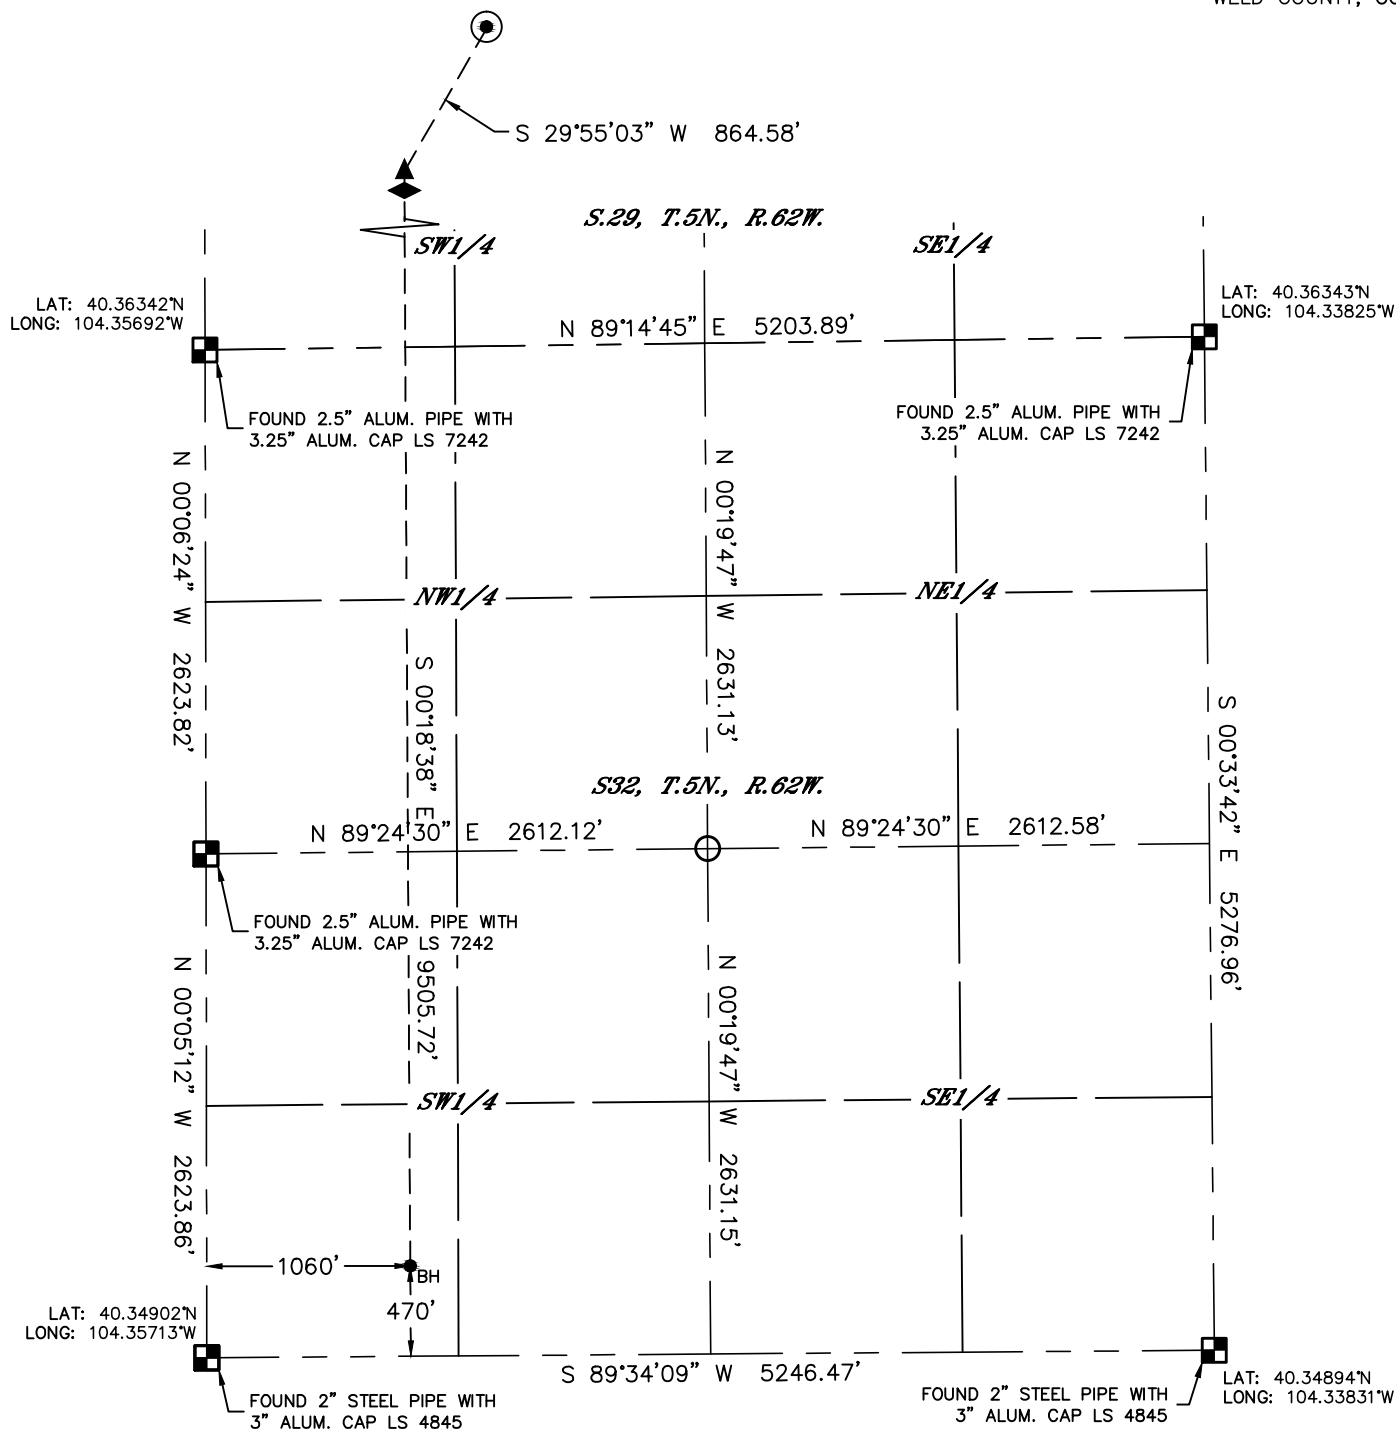 S 29°55'03" W 864.58'
S.29, T.5N., R.62W.
SW1/4
SE1/4
LAT: 40.36342°N
LONG: 104.35692°W
LAT: 40.36343°N
LONG: 104.33825°W
N 89°14'45" E 5203.89'
FOUND 2.5" ALUM. PIPE WITH
3.25" ALUM. CAP LS 7242
FOUND 2.5" ALUM. PIPE WITH
3.25" ALUM. CAP LS 7242
N 00°06'24" W 2623.82'
N 00°19'47" W 2631.13'
NW1/4
NE1/4
S 00°18'38" E 9505.72'
S 00°33'42" E 5276.96'
S32, T.5N., R.62W.
N 89°24'30" E 2612.12'
N 89°24'30" E 2612.58'
FOUND 2.5" ALUM. PIPE WITH
3.25" ALUM. CAP LS 7242
N 00°05'12" W 2623.86'
N 00°19'47" W 2631.15'
SW1/4
SE1/4
1060'
BH
470'
LAT: 40.34902°N
LONG: 104.35713°W
S 89°34'09" W 5246.47'
FOUND 2" STEEL PIPE WITH
3" ALUM. CAP LS 4845
FOUND 2" STEEL PIPE WITH
3" ALUM. CAP LS 4845
LAT: 40.34894°N
LONG: 104.33831°W